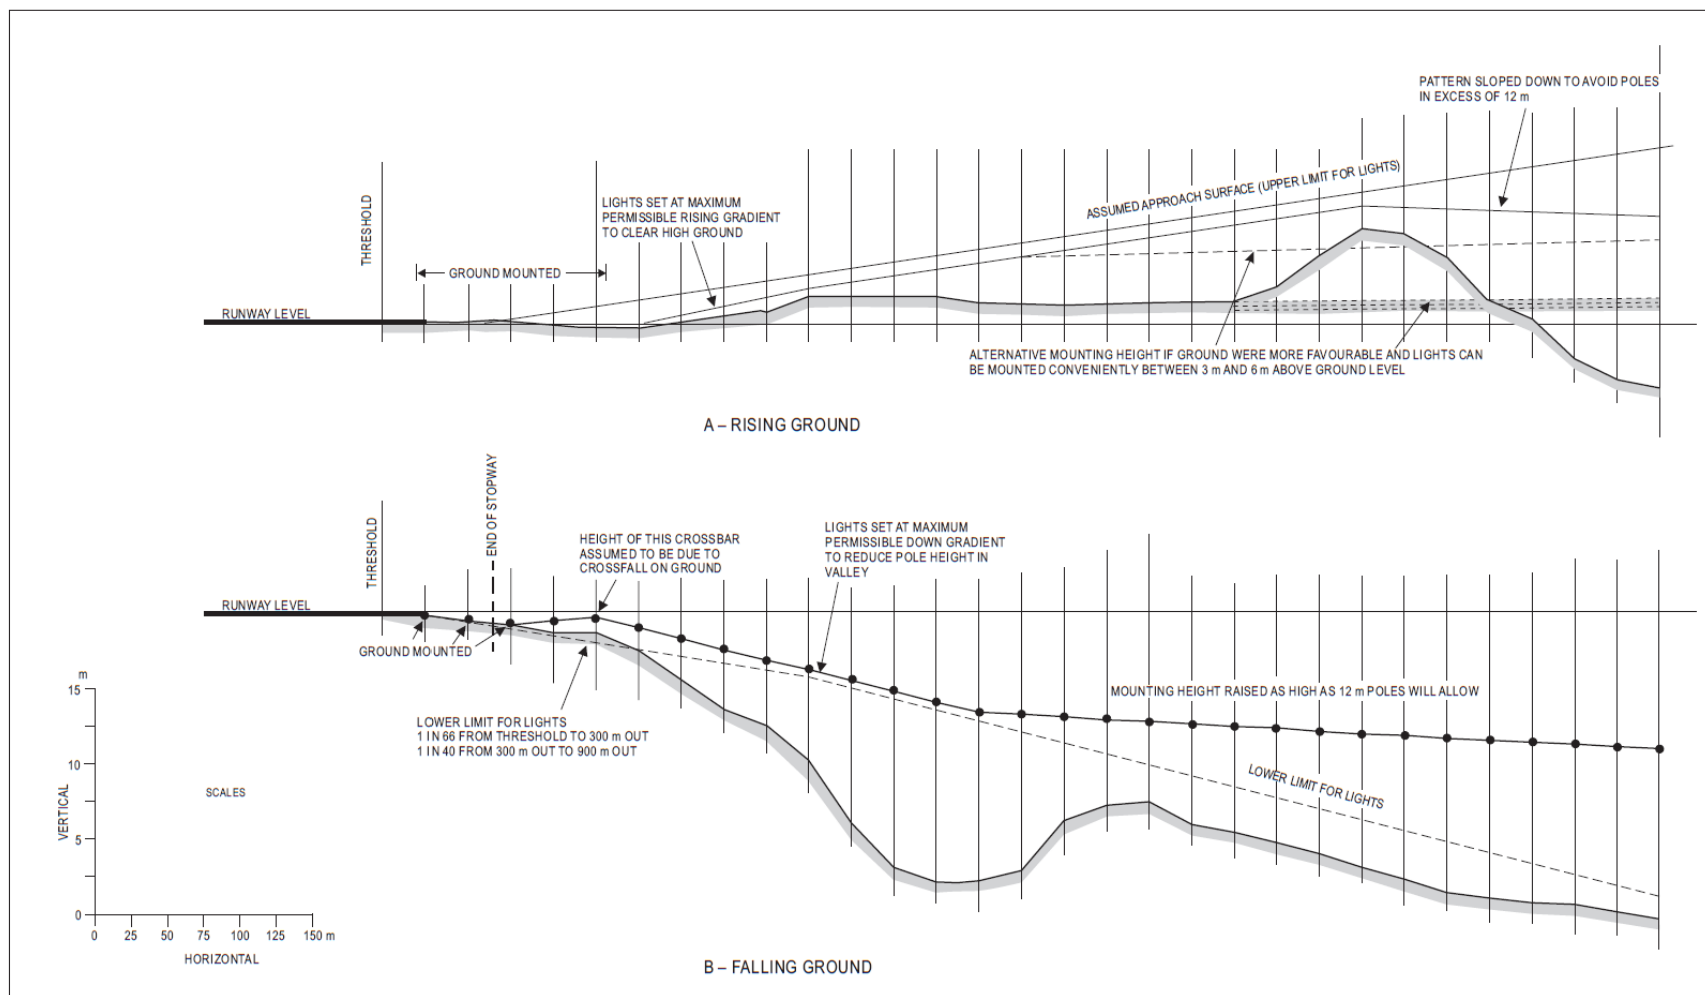 PATTERN SLOPED DOWN TO AVOID POLES
IN EXCESS OF 12 m
ASSUMED APPROACH SURFACE (UPPER LIMIT FOR LIGHTS)
THRESHOLD
LIGHTS SET AT MAXIMUM
PERMISSIBLE RISING GRADIENT
TO CLEAR HIGH GROUND
GROUND MOUNTED
RUNWAY LEVEL
ALTERNATIVE MOUNTING HEIGHT IF GROUND WERE MORE FAVOURABLE AND LIGHTS CAN
BE MOUNTED CONVENIENTLY BETWEEN 3 m AND 6 m ABOVE GROUND LEVEL
A – RISING GROUND
THRESHOLD
END OF STOPWAY
HEIGHT OF THIS CROSSBAR
ASSUMED TO BE DUE TO
CROSSFALL ON GROUND
LIGHTS SET AT MAXIMUM
PERMISSIBLE DOWN GRADIENT
TO REDUCE POLE HEIGHT IN
VALLEY
RUNWAY LEVEL
GROUND MOUNTED
MOUNTING HEIGHT RAISED AS HIGH AS 12 m POLES WILL ALLOW
LOWER LIMIT FOR LIGHTS
1 IN 66 FROM THRESHOLD TO 300 m OUT
1 IN 40 FROM 300 m OUT TO 900 m OUT
LOWER LIMIT FOR LIGHTS
m
15
10
5
0
VERTICAL
SCALES
0 25 50 75 100 125 150 m
HORIZONTAL
B – FALLING GROUND